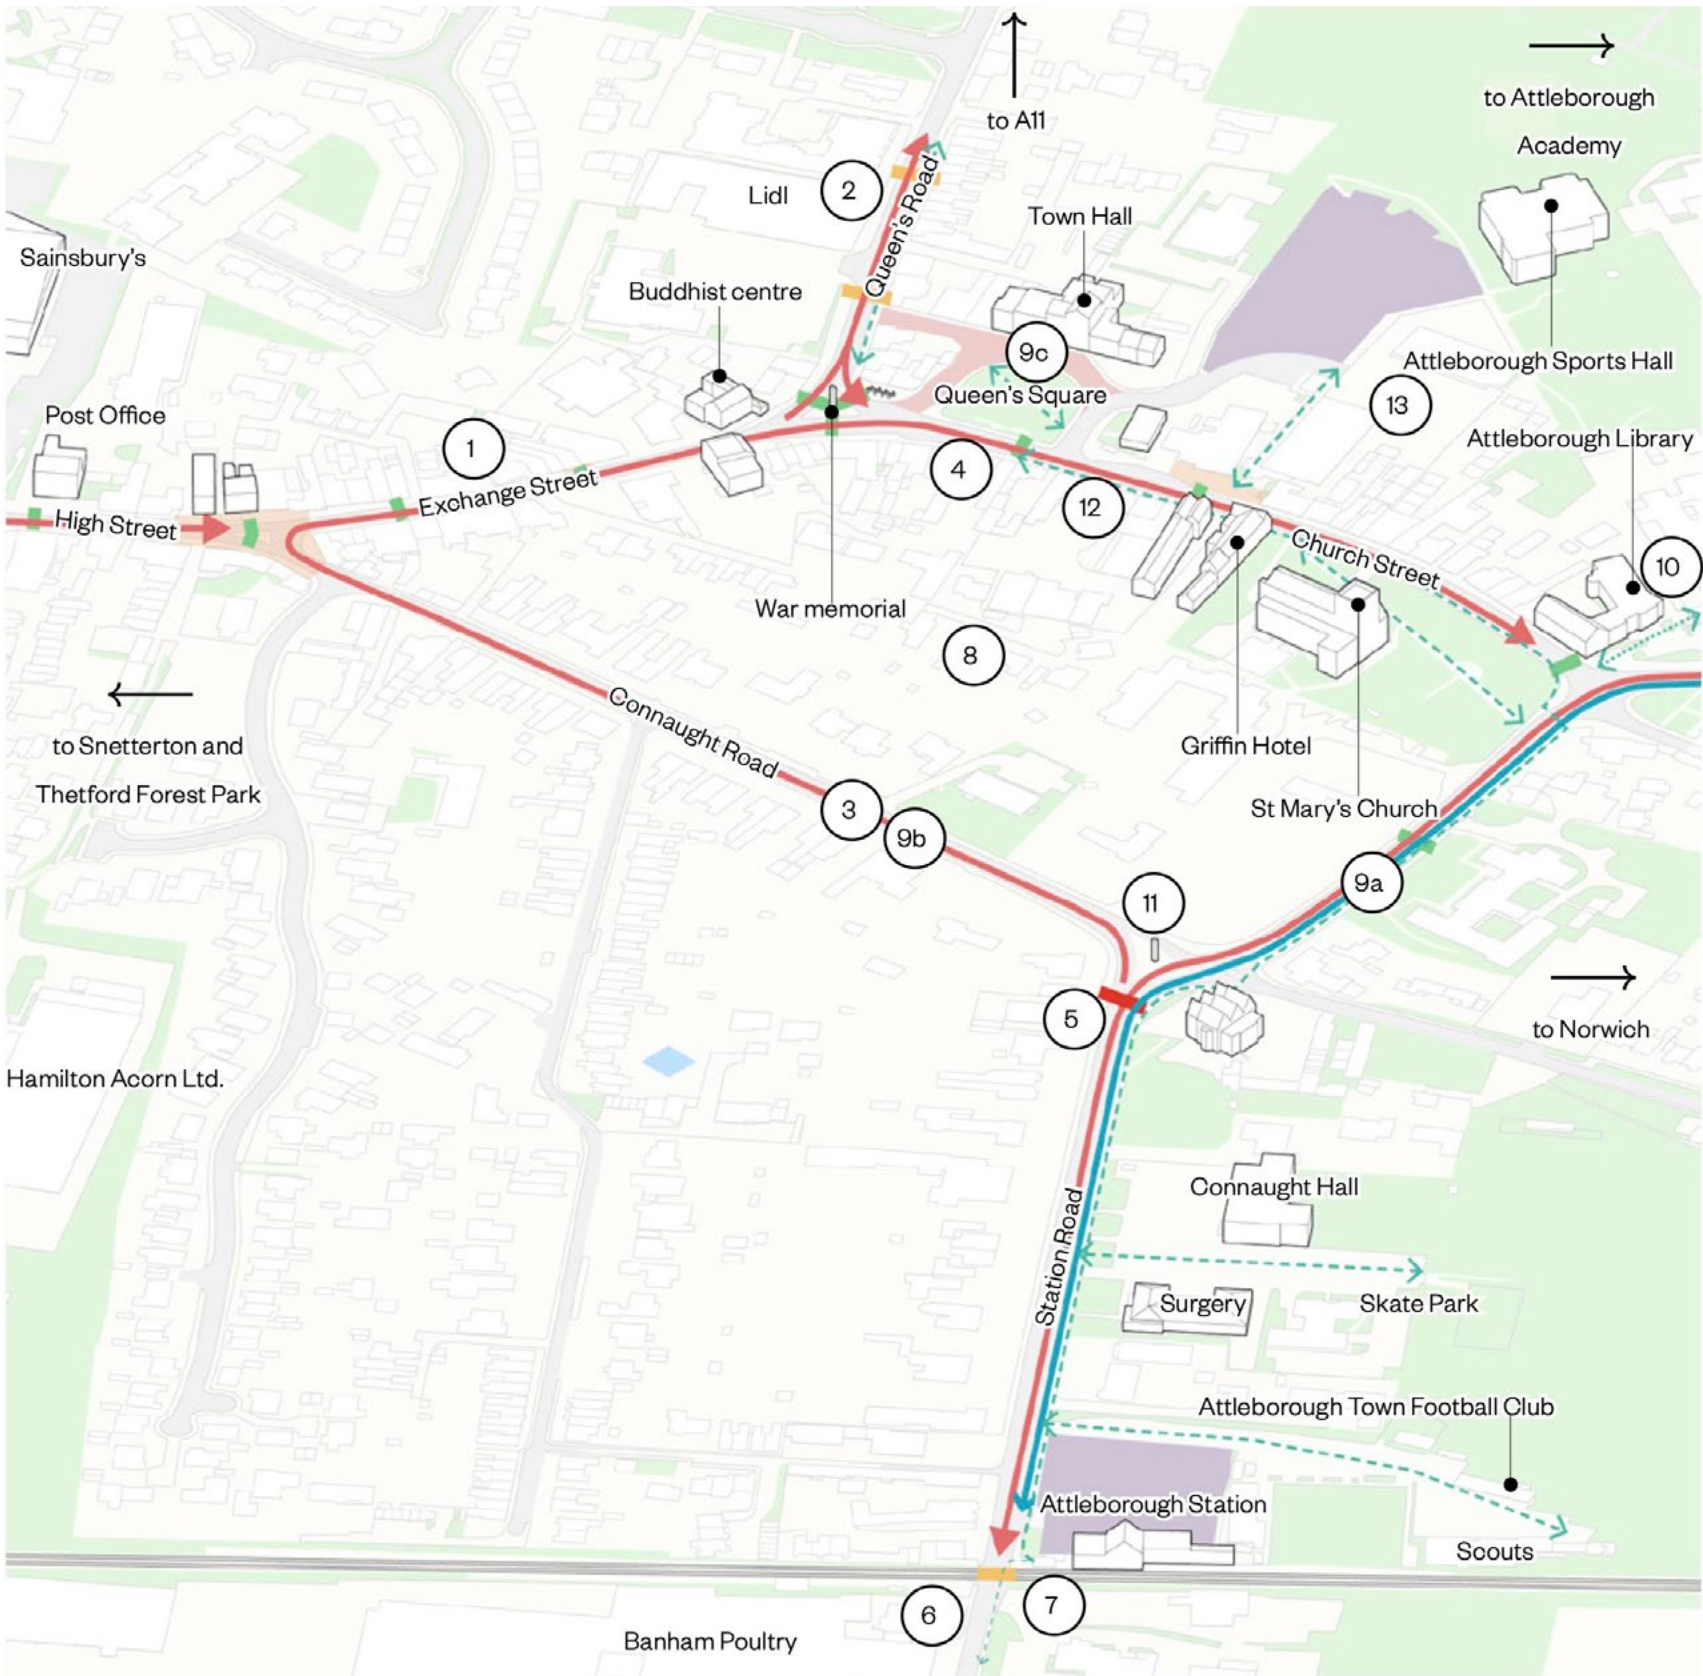 to A11
to Attleborough
Academy
2
Lidl
Queen's Road
Town Hall
Sainsbury's
Buddhist centre
9c
Attleborough Sports Hall
Queen's Square
13
Post Office
1
Attleborough Library
4
Exchange Street
12
High Street
Church Street
10
War memorial
8
Connaught Road
to Snetterton and
Thetford Forest Park
Griffin Hotel
St Mary's Church
3
9b
9a
11
5
to Norwich
Hamilton Acorn Ltd.
Connaught Hall
Station Road
Surgery
Skate Park
Attleborough Town Football Club
Attleborough Station
Scouts
6
7
Banham Poultry